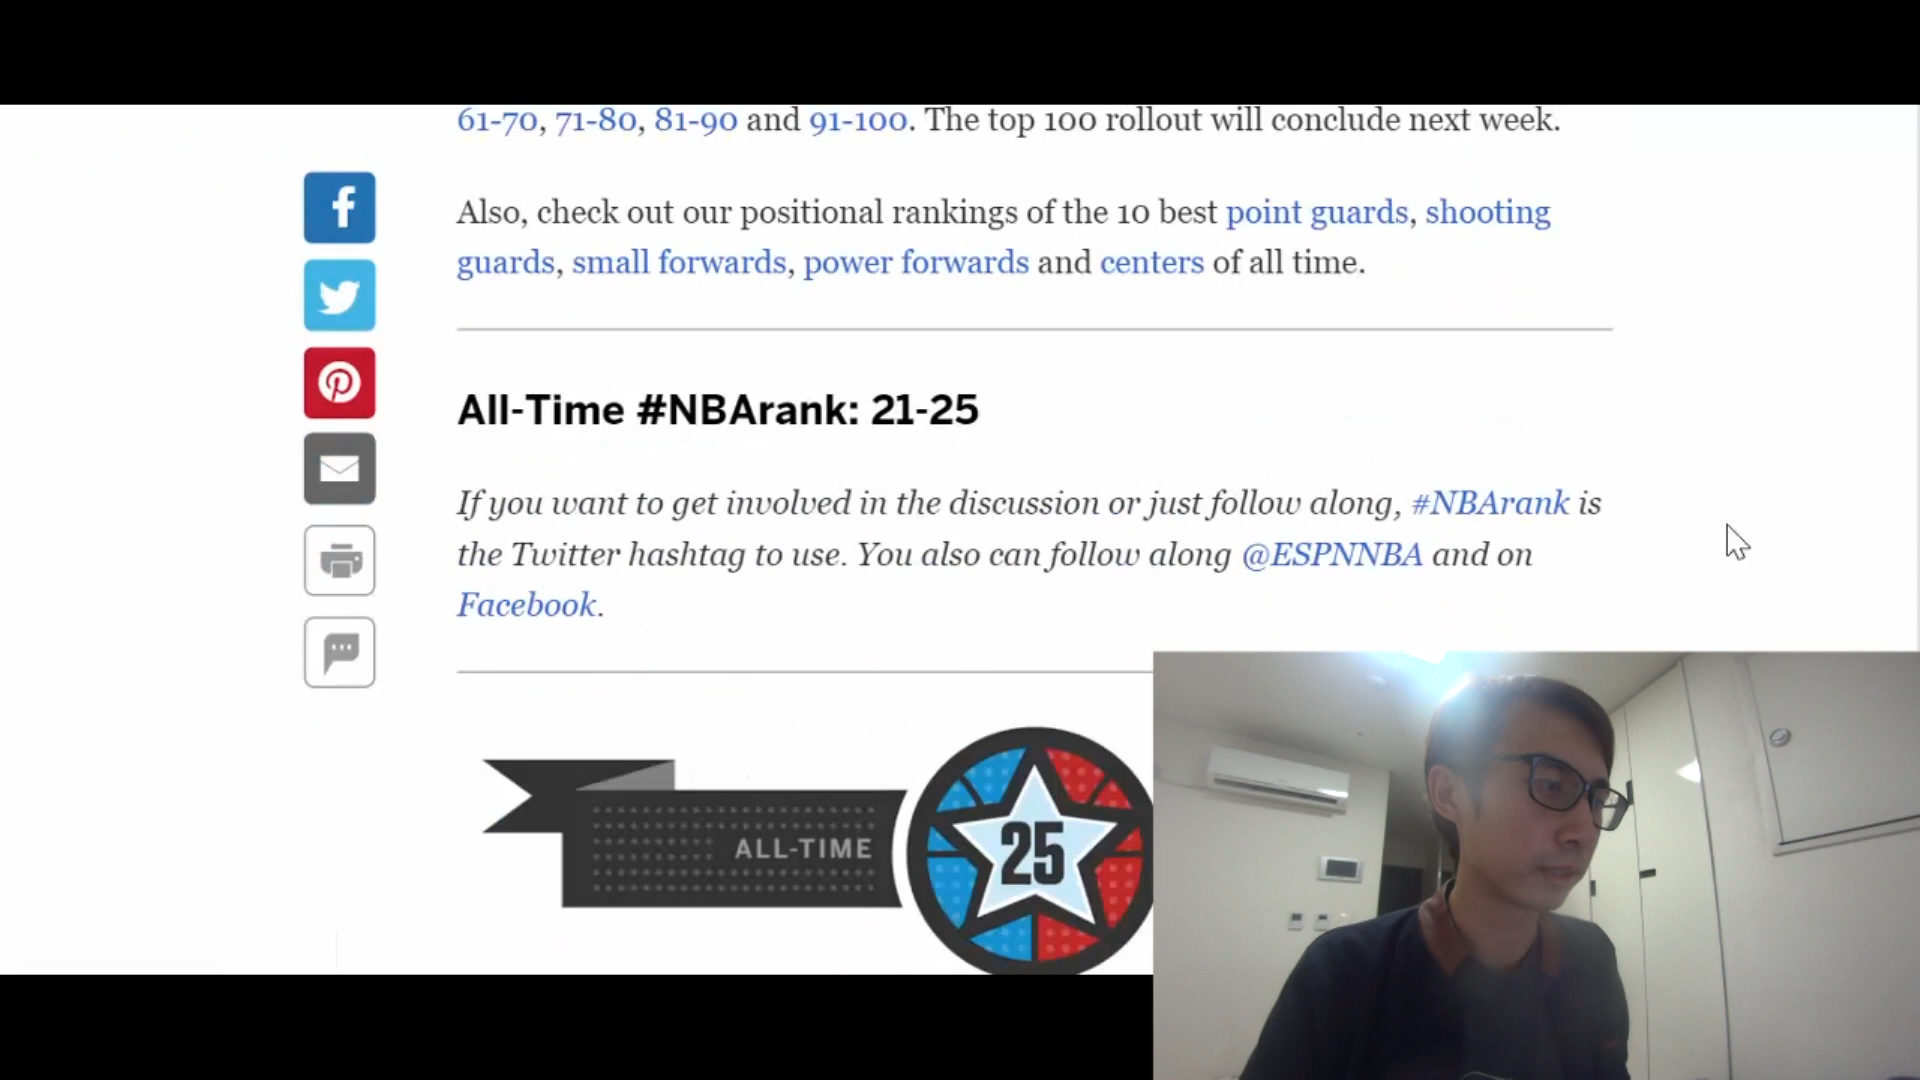 61-70, 71-80, 81-90 and 91-100. The top 100 rollout will conclude next week.
Also, check out our positional rankings of the 10 best point guards, shooting
guards, small forwards, power forwards and centers of all time.
All-Time #NBArank: 21-25
If you want to get involved in the discussion or just follow along, #NBArank is
the Twitter hashtag to use. You also can follow along @ESPNNBA and on
Facebook.
ALL-TIME
25